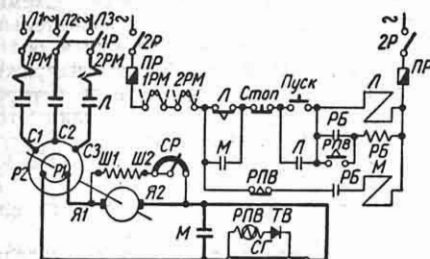 ~Л1~Л2~Л3~ ~
1Р 2Р 2Р
1РМ 2РМ ПР 1РМ 2РМ Л Стоп Пуск Л ПР
Л М Л РБ РПВ РБ
С1 С2 С3 СР РПВ РБ М
Р2 Р1 Ш1 Ш2
Я1 Я2
М РПВ ТВ
СГ